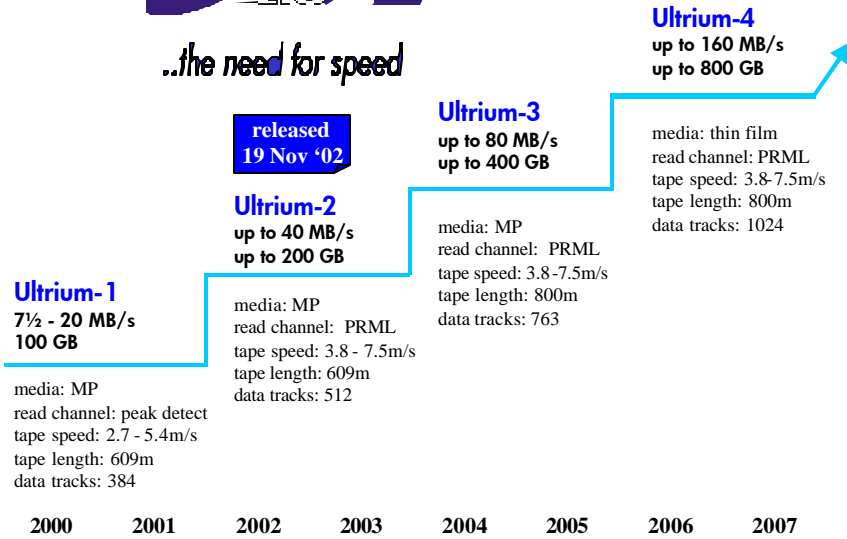 ..the need for speed
released
19 Nov ‘02
Ultrium-1
7½ - 20 MB/s
100 GB
media: MP
read channel: peak detect
tape speed: 2.7 - 5.4m/s
tape length: 609m
data tracks: 384
Ultrium-2
up to 40 MB/s
up to 200 GB
media: MP
read channel: PRML
tape speed: 3.8 - 7.5m/s
tape length: 609m
data tracks: 512
Ultrium-3
up to 80 MB/s
up to 400 GB
media: MP
read channel: PRML
tape speed: 3.8-7.5m/s
tape length: 800m
data tracks: 763
Ultrium-4
up to 160 MB/s
up to 800 GB
media: thin film
read channel: PRML
tape speed: 3.8-7.5m/s
tape length: 800m
data tracks: 1024
2000 2001 2002 2003 2004 2005 2006 2007